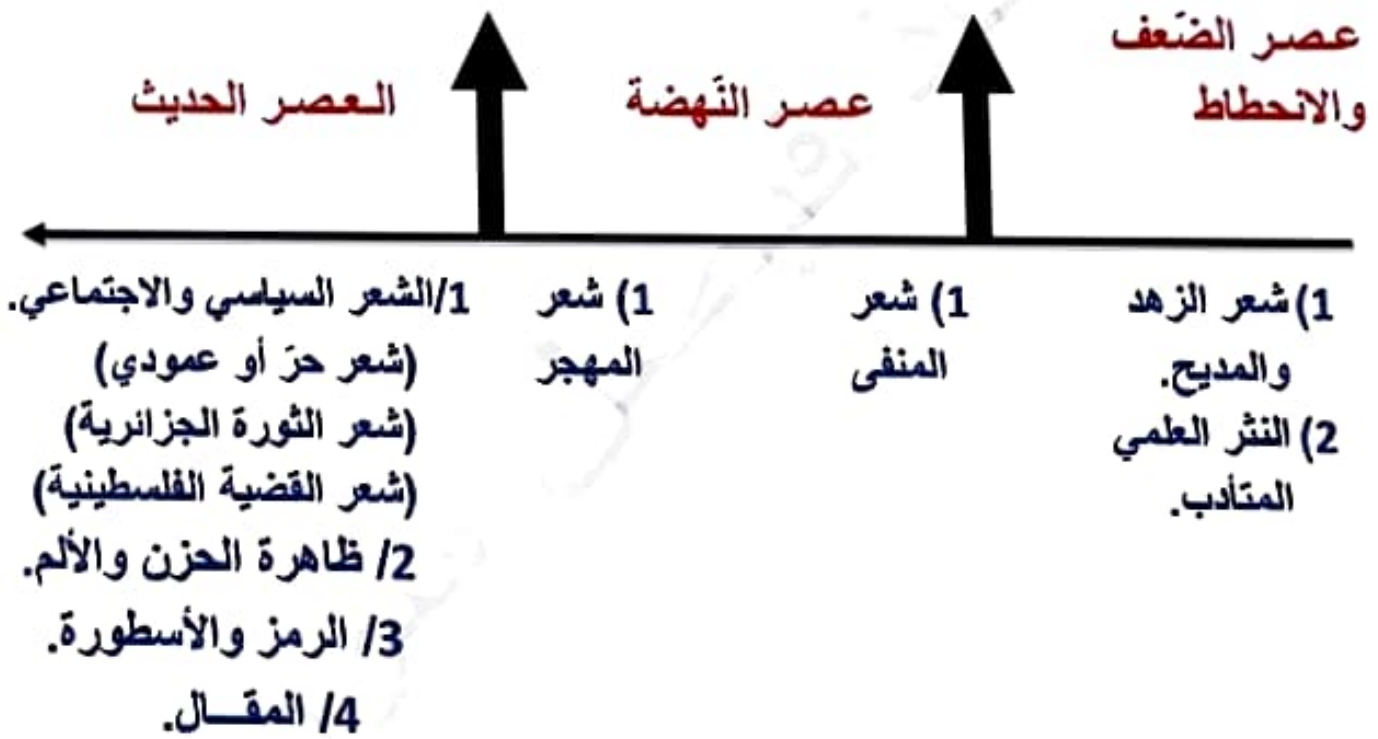 عصر الضّعف
والانحطاط
عصر النّهضة
العصر الحديث
1) شعر الزهد
والمديح.
2) النثر العلمي
المتأدب.
1) شعر
المنفى
1) شعر
المهجر
1/الشعر السياسي والاجتماعي.
(شعر حرّ أو عمودي)
(شعر الثورة الجزائرية)
(شعر القضية الفلسطينية)
2/ ظاهرة الحزن والألم.
3/ الرمز والأسطورة.
4/ المقـــال.